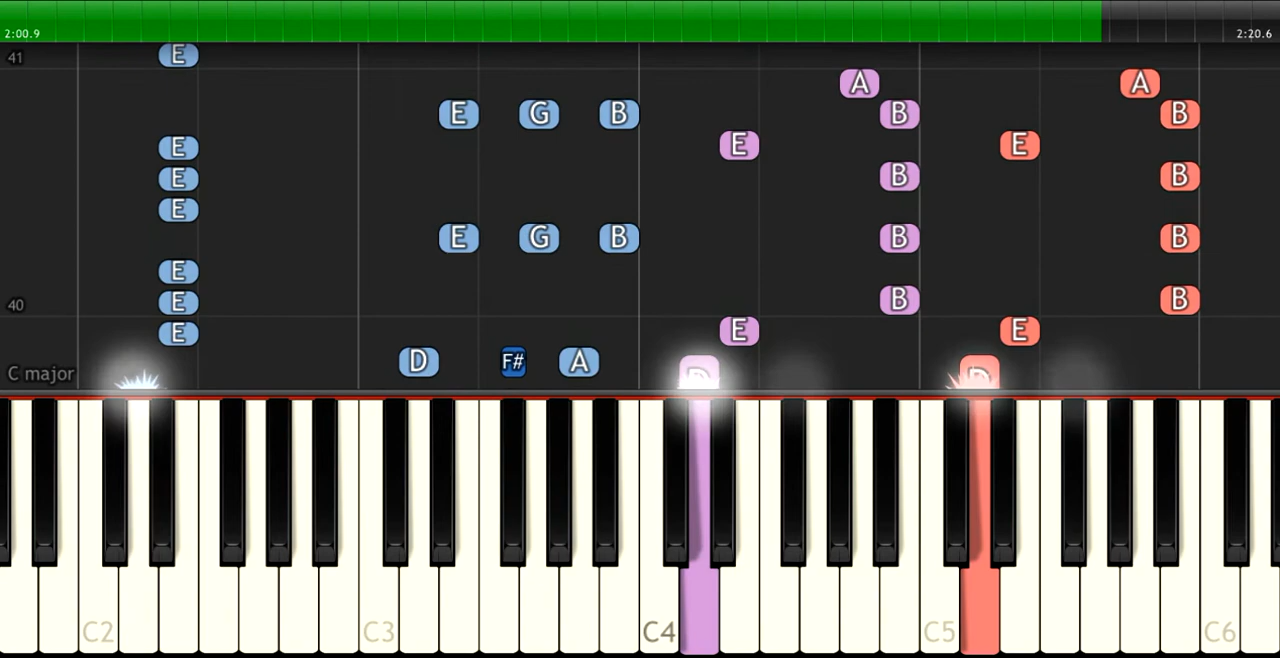 2:00.9 2:20.6
41 E
A A
E G B B B
E E E
E B B
E
E G B B B
E
40 E B B
E E E
C major D F# A D D
C2 C3 C4 C5 C6